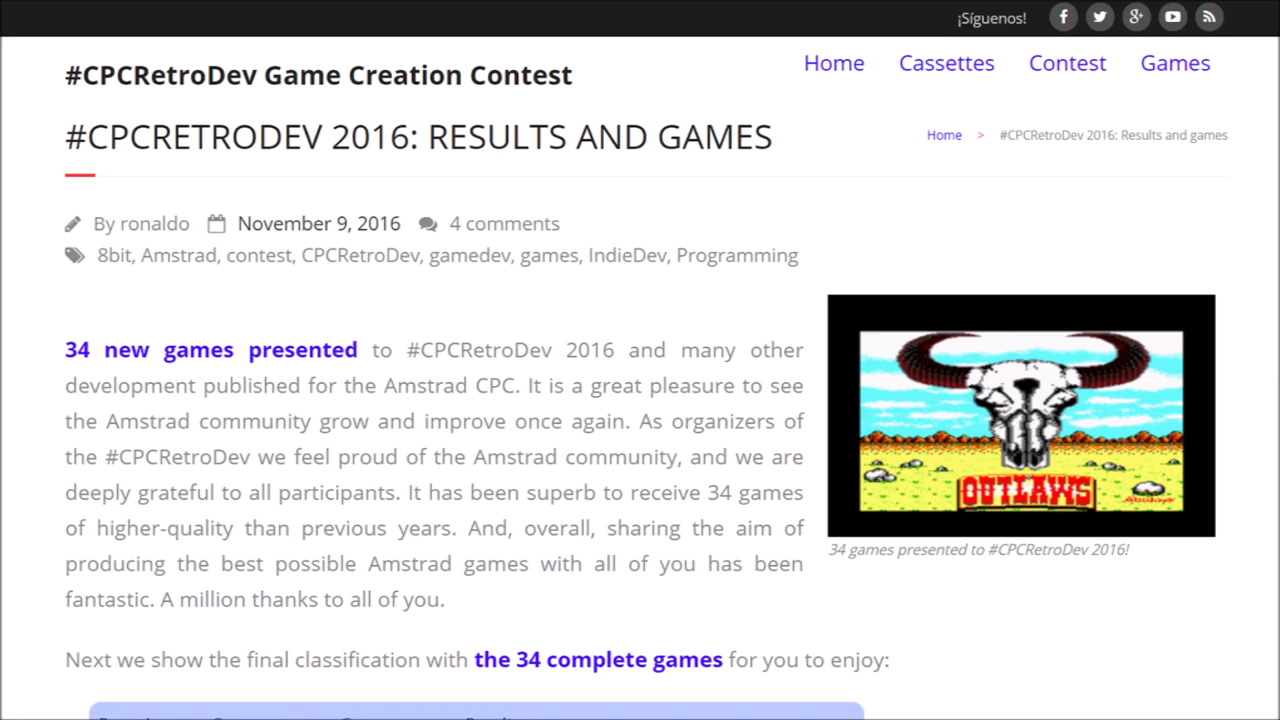 ¡Síguenos!
#CPCRetroDev Game Creation Contest
Home Cassettes Contest Games
#CPCRETRODEV 2016: RESULTS AND GAMES
Home > #CPCRetroDev 2016: Results and games
By ronaldo November 9, 2016 4 comments
8bit, Amstrad, contest, CPCRetroDev, gamedev, games, IndieDev, Programming
34 new games presented to #CPCRetroDev 2016 and many other
development published for the Amstrad CPC. It is a great pleasure to see
the Amstrad community grow and improve once again. As organizers of
the #CPCRetroDev we feel proud of the Amstrad community, and we are
deeply grateful to all participants. It has been superb to receive 34 games
of higher-quality than previous years. And, overall, sharing the aim of
producing the best possible Amstrad games with all of you has been
fantastic. A million thanks to all of you.
OUTLAWS
34 games presented to #CPCRetroDev 2016!
Next we show the final classification with the 34 complete games for you to enjoy: